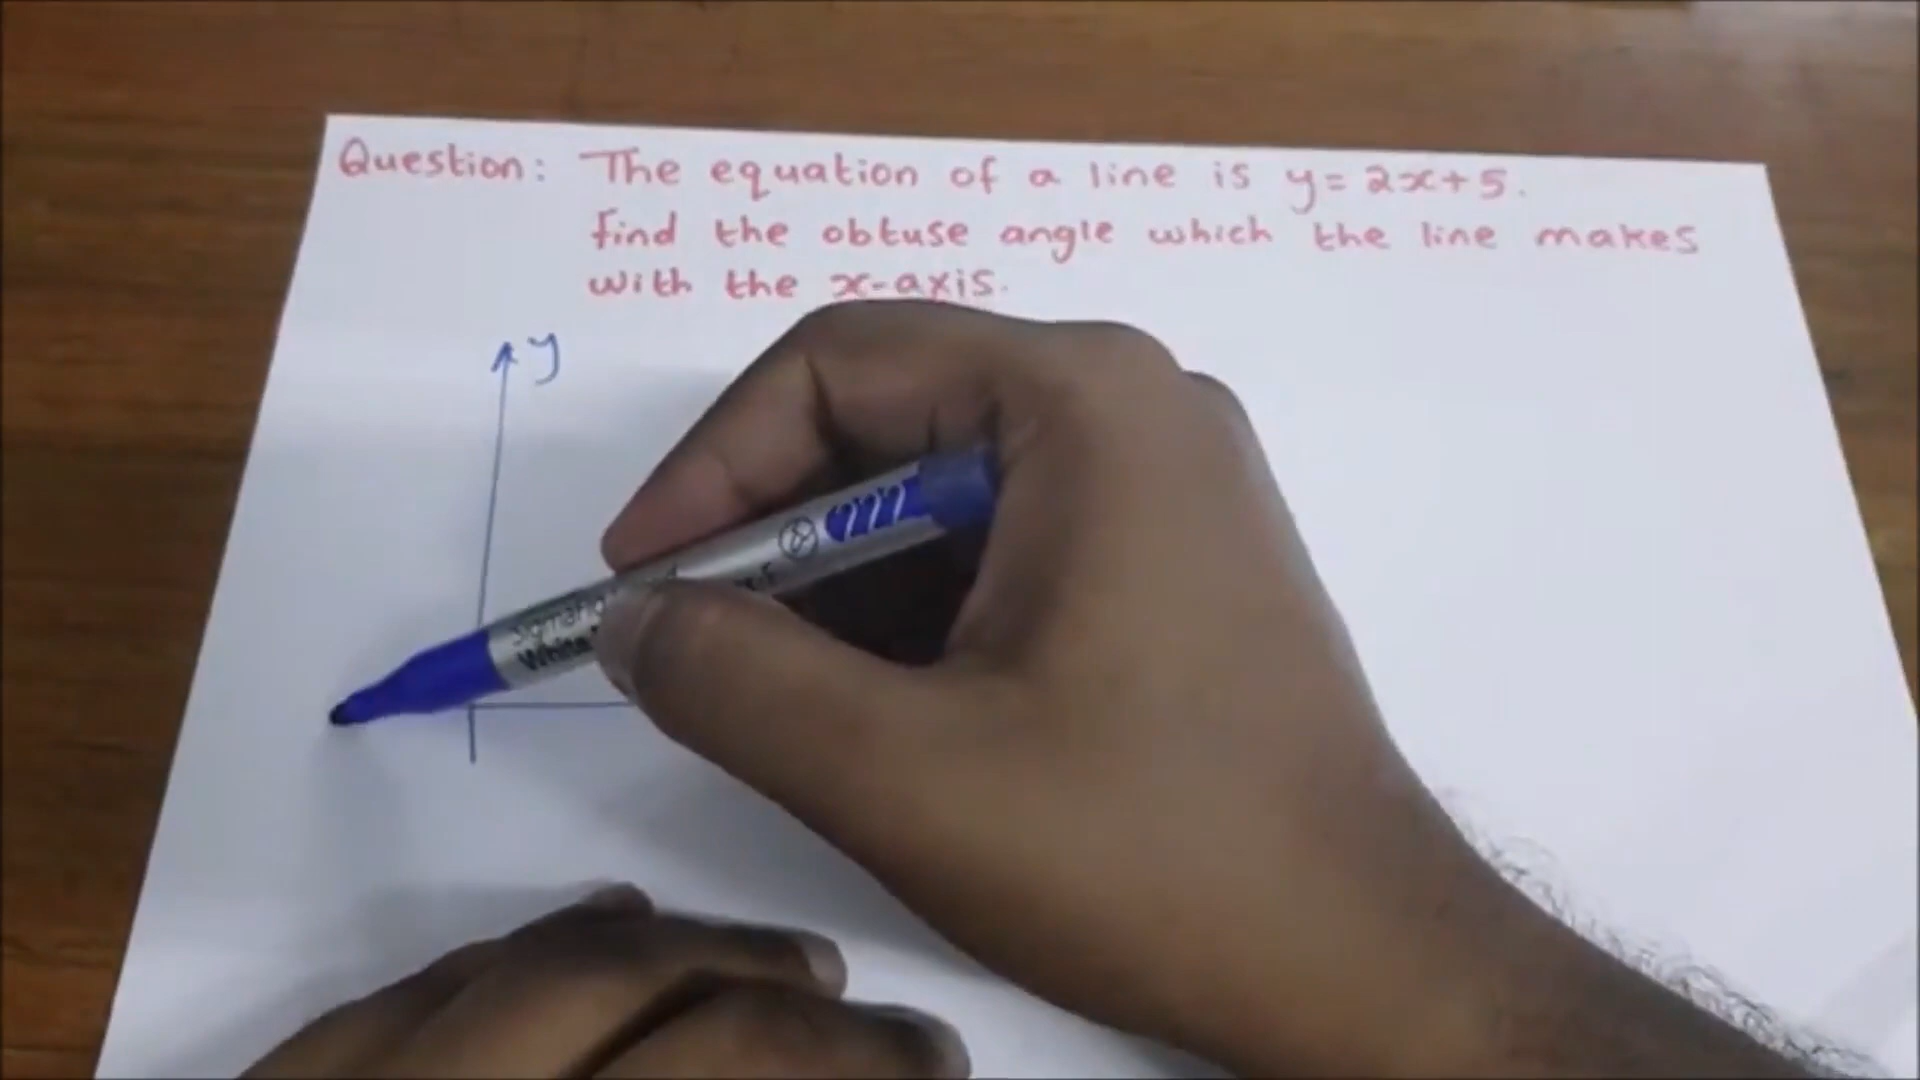 Question: The equation of a line is y=2x+5.
find the obtuse angle which the line makes
with the x-axis.
y
White